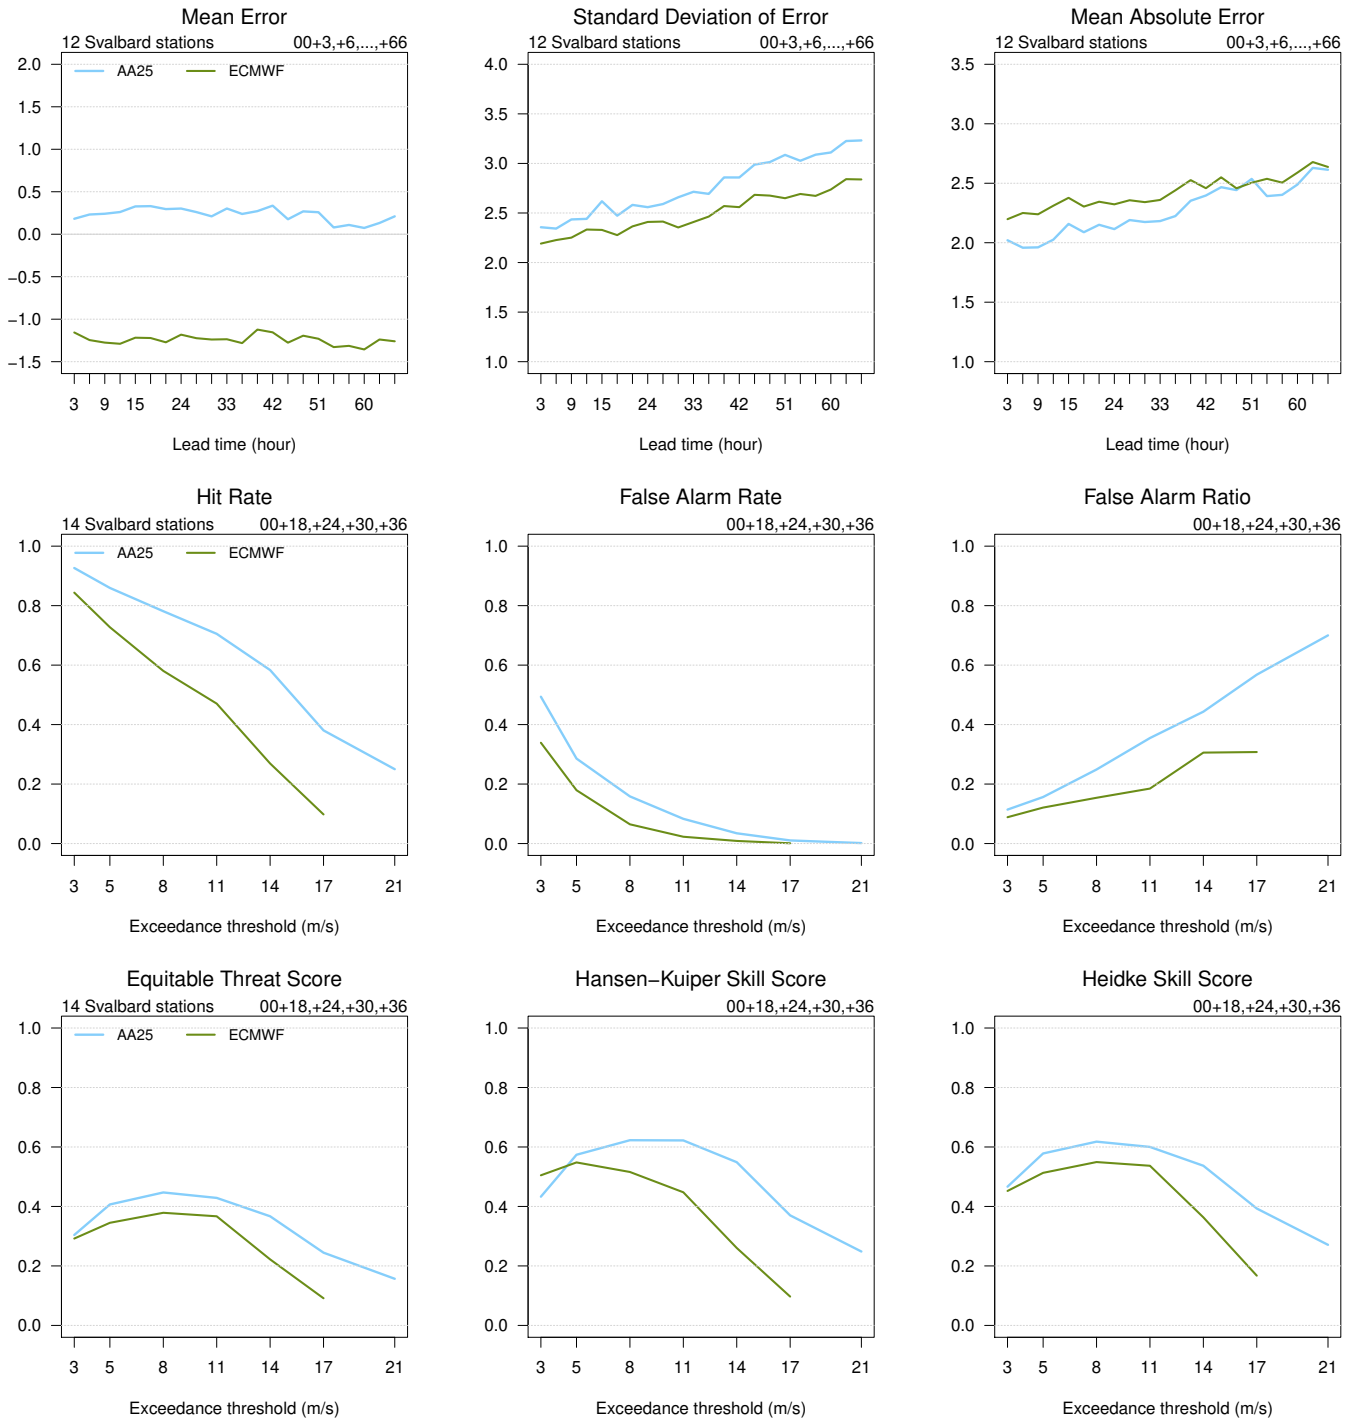 Mean Error
12 Svalbard stations 00+3,+6,...,+66
AA25 ECMWF
2.0
1.5
1.0
0.5
0.0
−0.5
−1.0
−1.5
3 9 15 24 33 42 51 60
Lead time (hour)
Standard Deviation of Error
12 Svalbard stations 00+3,+6,...,+66
4.0
3.5
3.0
2.5
2.0
1.5
1.0
3 9 15 24 33 42 51 60
Lead time (hour)
Mean Absolute Error
12 Svalbard stations 00+3,+6,...,+66
3.5
3.0
2.5
2.0
1.5
1.0
3 9 15 24 33 42 51 60
Lead time (hour)
Hit Rate
14 Svalbard stations 00+18,+24,+30,+36
AA25 ECMWF
1.0
0.8
0.6
0.4
0.2
0.0
3 5 8 11 14 17 21
Exceedance threshold (m/s)
False Alarm Rate
00+18,+24,+30,+36
1.0
0.8
0.6
0.4
0.2
0.0
3 5 8 11 14 17 21
Exceedance threshold (m/s)
False Alarm Ratio
00+18,+24,+30,+36
1.0
0.8
0.6
0.4
0.2
0.0
3 5 8 11 14 17 21
Exceedance threshold (m/s)
Equitable Threat Score
14 Svalbard stations 00+18,+24,+30,+36
AA25 ECMWF
1.0
0.8
0.6
0.4
0.2
0.0
3 5 8 11 14 17 21
Exceedance threshold (m/s)
Hansen−Kuiper Skill Score
00+18,+24,+30,+36
1.0
0.8
0.6
0.4
0.2
0.0
3 5 8 11 14 17 21
Exceedance threshold (m/s)
Heidke Skill Score
00+18,+24,+30,+36
1.0
0.8
0.6
0.4
0.2
0.0
3 5 8 11 14 17 21
Exceedance threshold (m/s)